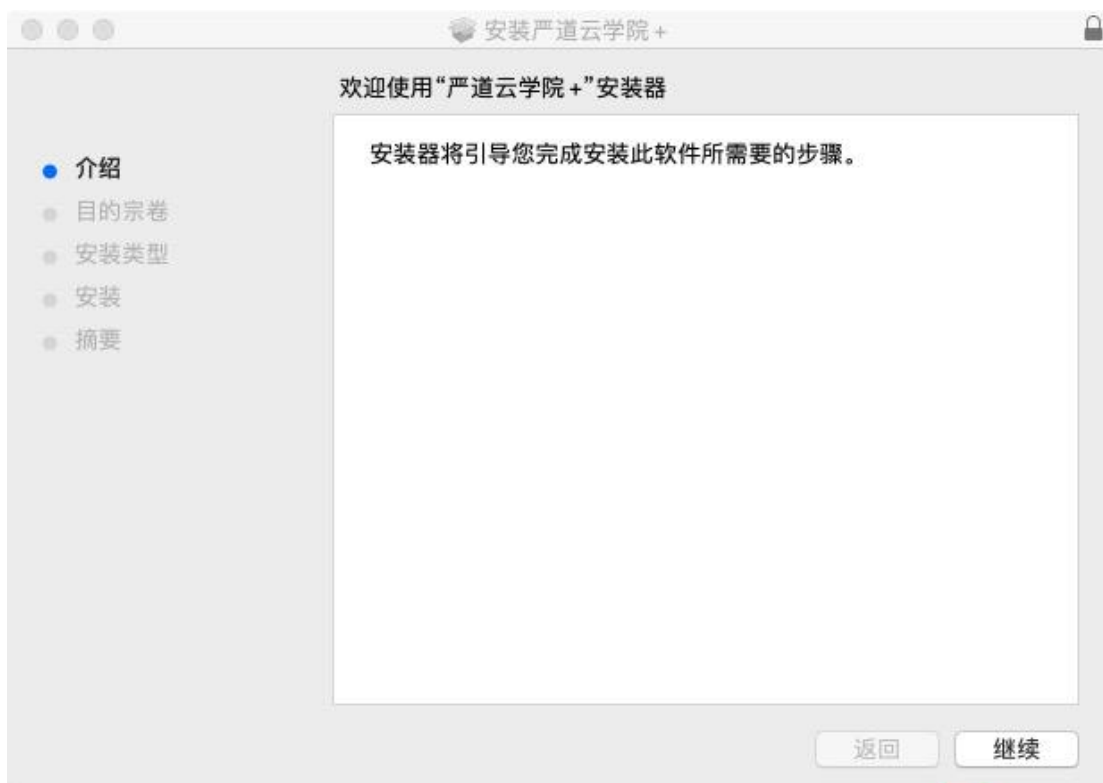 安装严道云学院+
欢迎使用“严道云学院+”安装器
安装器将引导您完成安装此软件所需要的步骤。
介绍
目的宗卷
安装类型
安装
摘要
返回
继续